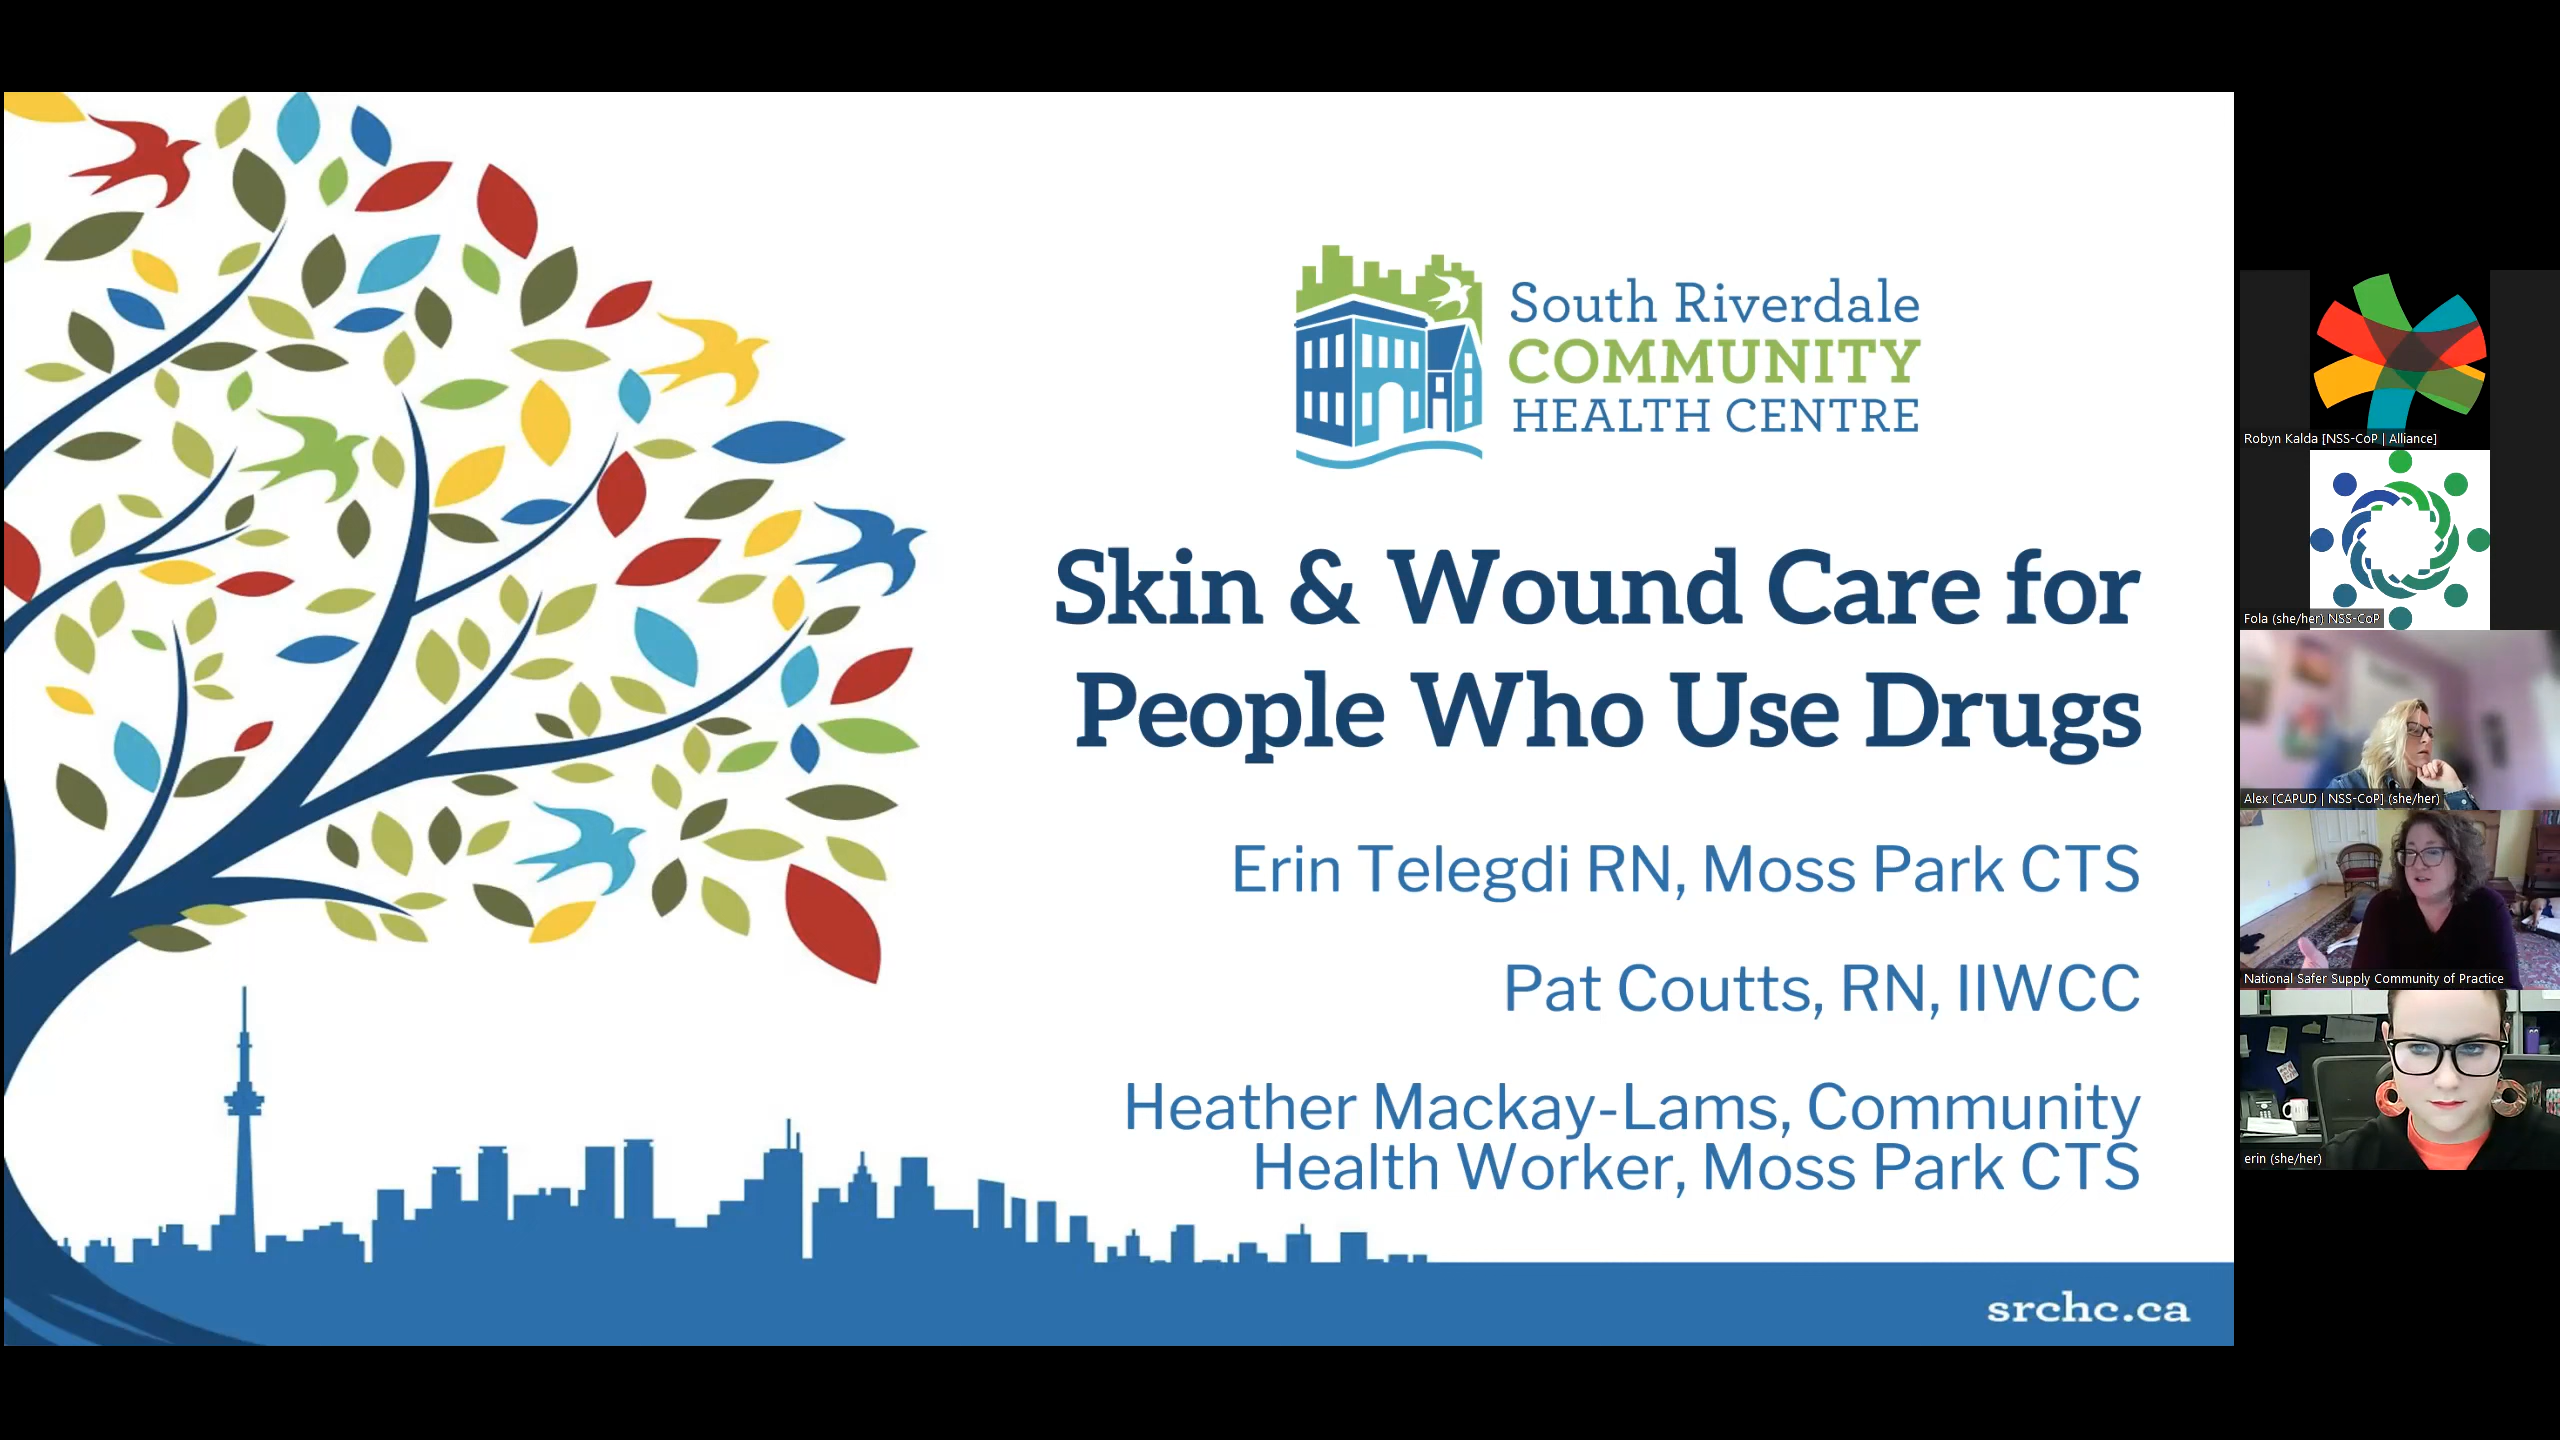 South Riverdale
COMMUNITY
HEALTH CENTRE
Skin & Wound Care for
People Who Use Drugs
Erin Telegdi RN, Moss Park CTS
Pat Coutts, RN, IIWCC
Heather Mackay-Lams, Community
Health Worker, Moss Park CTS
srchc.ca
Robyn Kalda [NSS-CoP | Alliance]
Fola (she/her) NSS-CoP
Alex [CAPUD | NSS-CoP] (she/her)
National Safer Supply Community of Practice
erin (she/her)